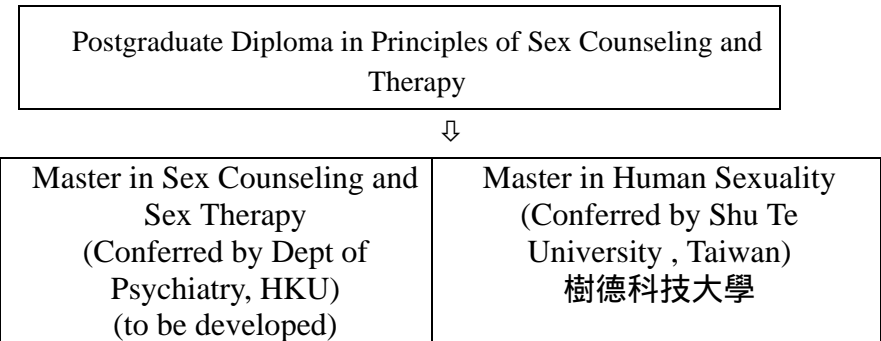 Postgraduate Diploma in Principles of Sex Counseling and
Therapy
⇩
Master in Sex Counseling and
Sex Therapy
(Conferred by Dept of
Psychiatry, HKU)
(to be developed)
Master in Human Sexuality
(Conferred by Shu Te
University , Taiwan)
樹德科技大學